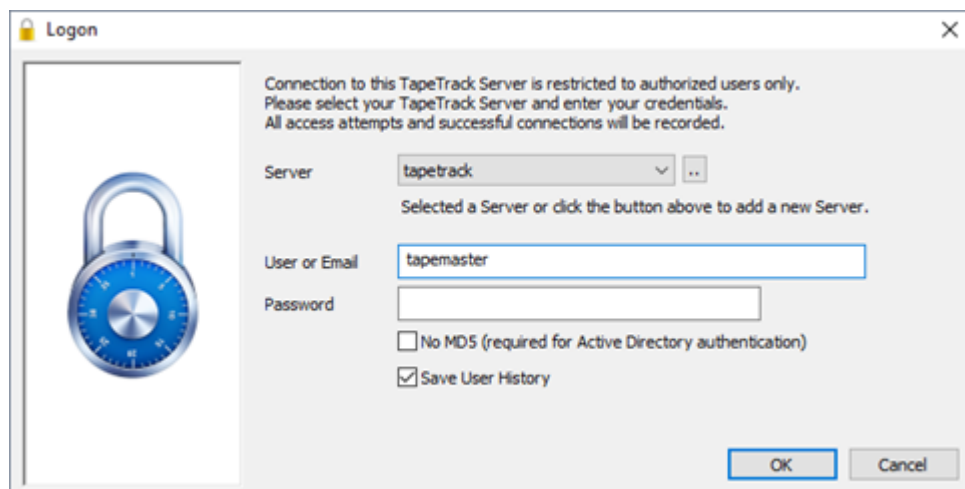 Logon
Connection to this TapeTrack Server is restricted to authorized users only.
Please select your TapeTrack Server and enter your credentials.
All access attempts and successful connections will be recorded.
Server
tapetrack
..
Selected a Server or click the button above to add a new Server.
User or Email
tapemaster
Password
No MD5 (required for Active Directory authentication)
Save User History
OK
Cancel